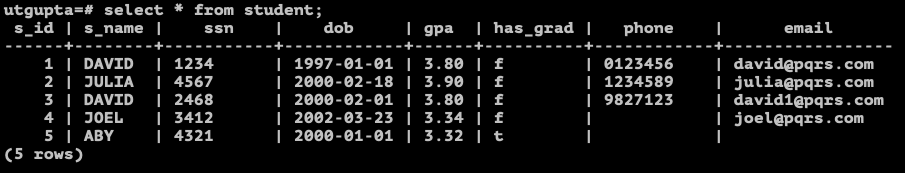 utgupta=# select * from student;
 s_id | s_name |    ssn    |    dob     | gpa  | has_grad |  phone  |      email
------+--------+-----------+------------+------+----------+---------+-----------------
    1 | DAVID  | 1234      | 1997-01-01 | 3.80 | f        | 0123456 | david@pqrs.com
    2 | JULIA  | 4567      | 2000-02-18 | 3.90 | f        | 1234589 | julia@pqrs.com
    3 | DAVID  | 2468      | 2000-02-01 | 3.80 | f        | 9827123 | david1@pqrs.com
    4 | JOEL   | 3412      | 2002-03-23 | 3.34 | f        |         | joel@pqrs.com
    5 | ABY    | 4321      | 2000-01-01 | 3.32 | t        |         |
(5 rows)